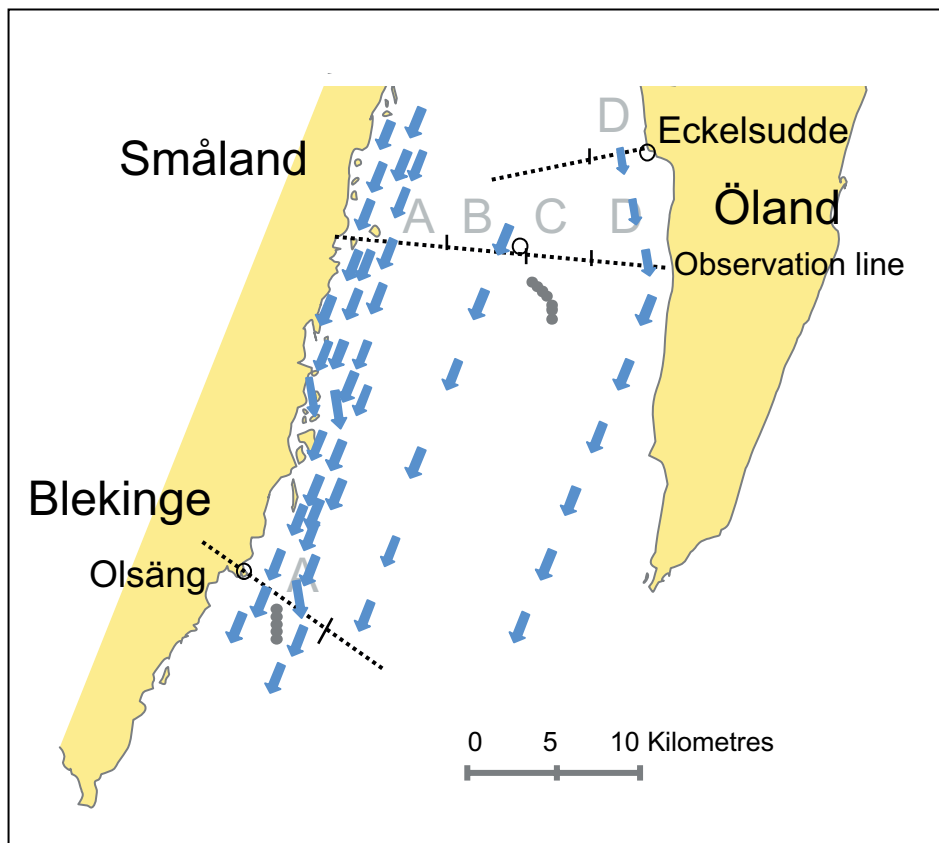 D
Eckelsudde
Småland
Öland
A B C D
Observation line
Blekinge
Olsäng
A
0 5 10 Kilometres